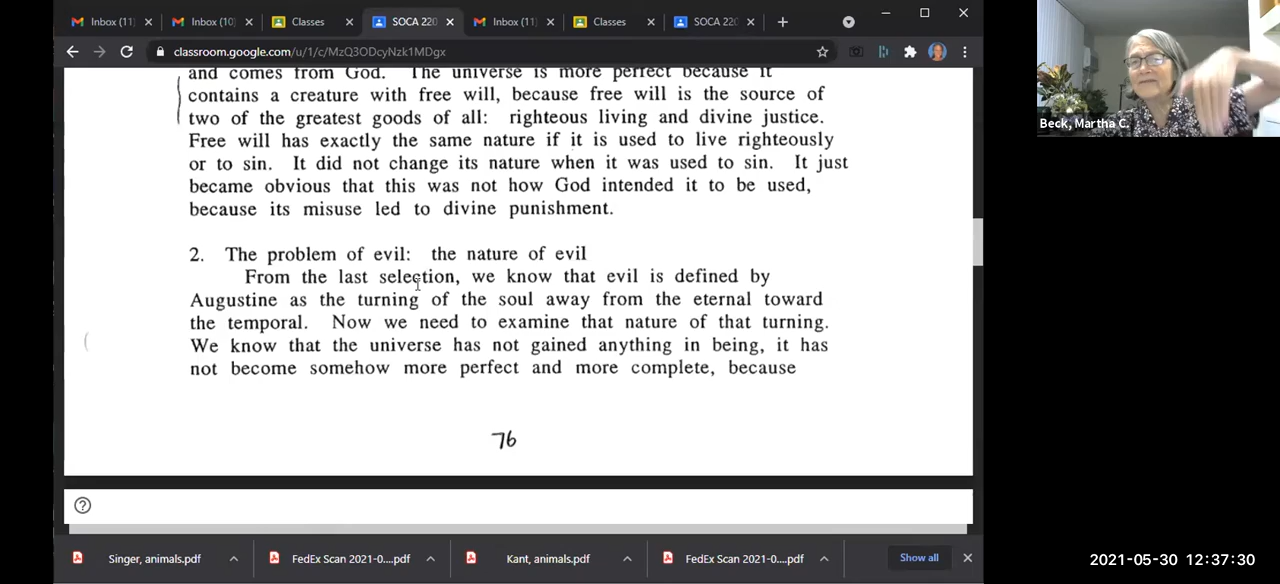 Inbox (11)
Inbox (10)
Classes
SOCA 220
Inbox (11)
Classes
SOCA 220
classroom.google.com/u/1/c/MzQ3ODcyNzk1MDgx
and comes from God. The universe is more perfect because it
contains a creature with free will, because free will is the source of
two of the greatest goods of all: righteous living and divine justice.
Free will has exactly the same nature if it is used to live righteously
or to sin. It did not change its nature when it was used to sin. It just
became obvious that this was not how God intended it to be used,
because its misuse led to divine punishment.
2. The problem of evil: the nature of evil
From the last selection, we know that evil is defined by
Augustine as the turning of the soul away from the eternal toward
the temporal. Now we need to examine that nature of that turning.
We know that the universe has not gained anything in being, it has
not become somehow more perfect and more complete, because
76
Singer, animals.pdf
FedEx Scan 2021-0....pdf
Kant, animals.pdf
FedEx Scan 2021-0....pdf
Show all
Beck, Martha C.
2021-05-30 12:37:30